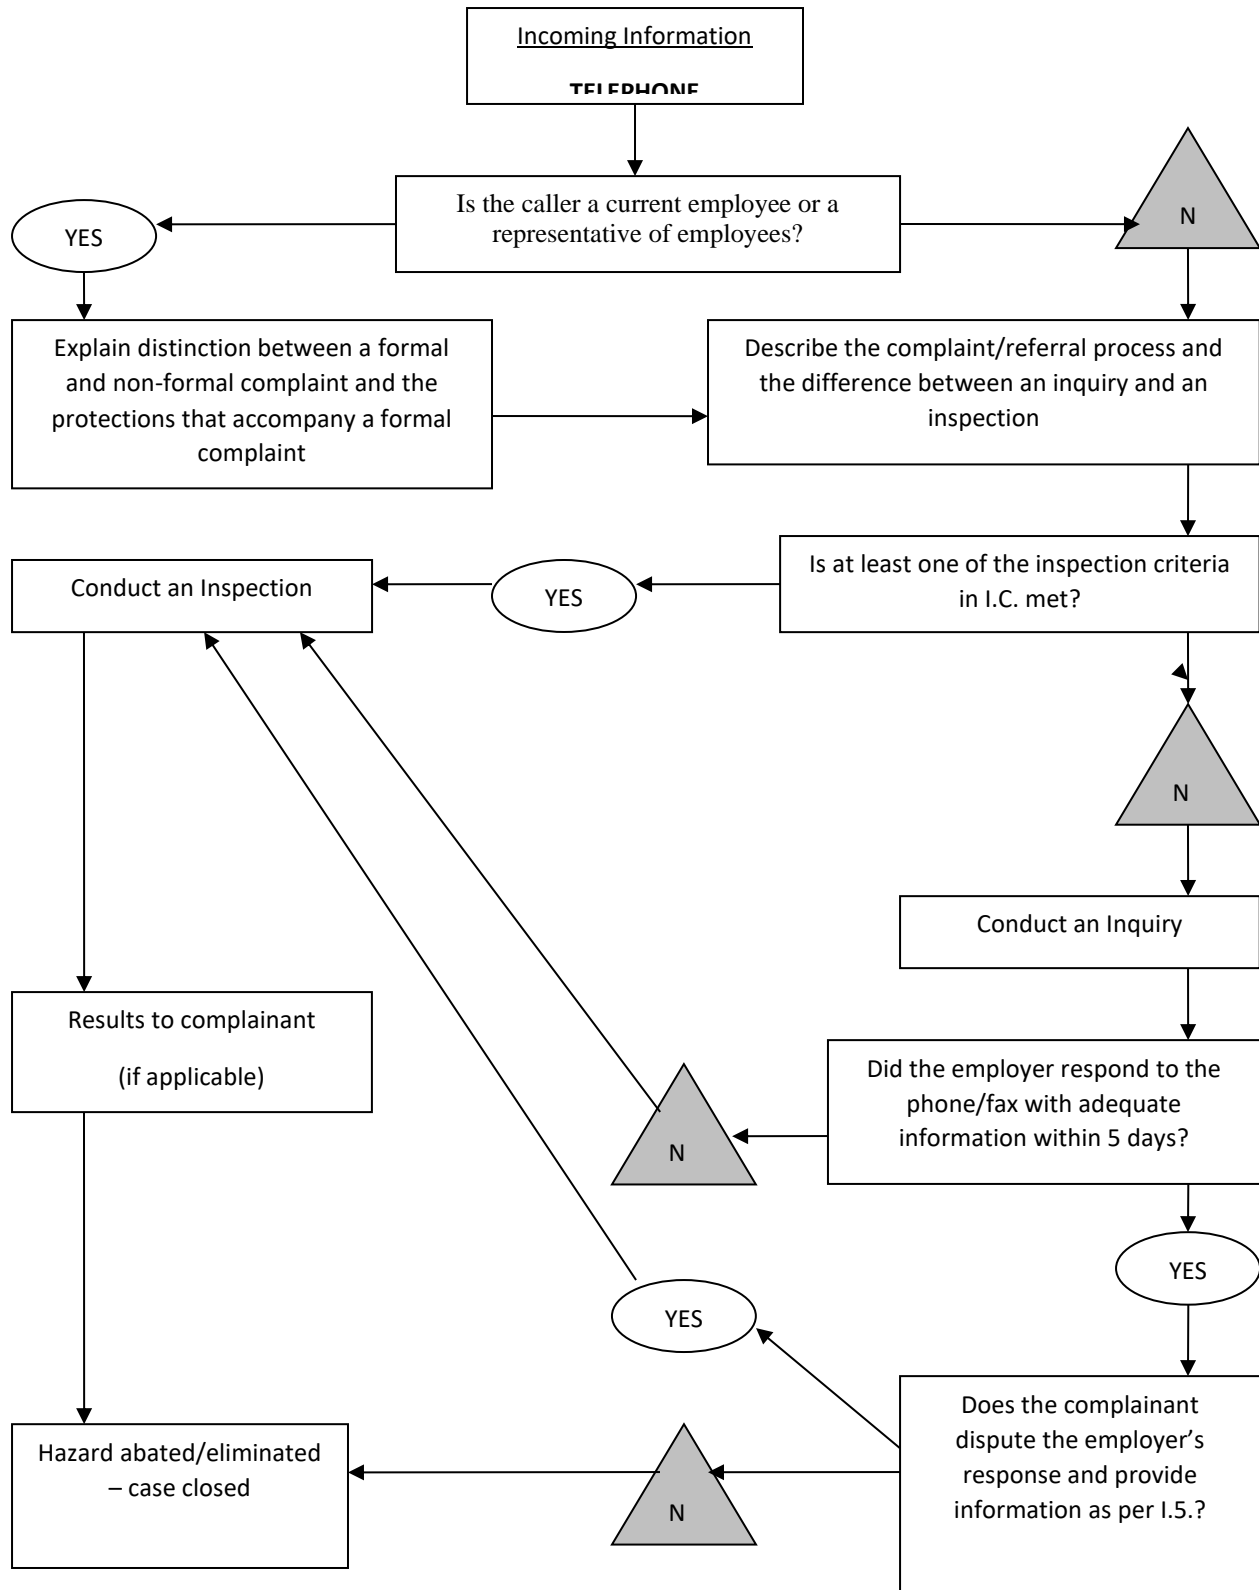 Incoming Information
TELEPHONE
Is the caller a current employee or a
representative of employees?
YES
N
Explain distinction between a formal
and non-formal complaint and the
protections that accompany a formal
complaint
Describe the complaint/referral process and
the difference between an inquiry and an
inspection
Conduct an Inspection
YES
Is at least one of the inspection criteria
in I.C. met?
N
Conduct an Inquiry
Results to complainant
(if applicable)
Did the employer respond to the
phone/fax with adequate
information within 5 days?
N
YES
YES
Does the complainant
dispute the employer’s
response and provide
information as per I.5.?
Hazard abated/eliminated
– case closed
N